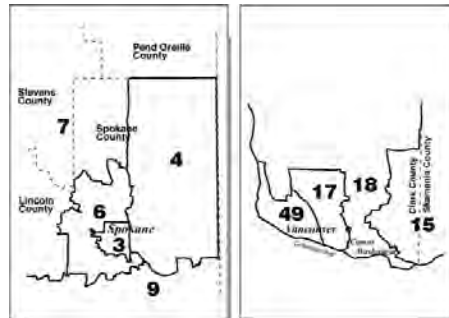 Pend Oreille
County
Stevens
County
7
Spokane
County
4
Lincoln
County
6
Spokane
3
9
18
17
49
Vancouver
Clark County
Skamania County
15
Camas